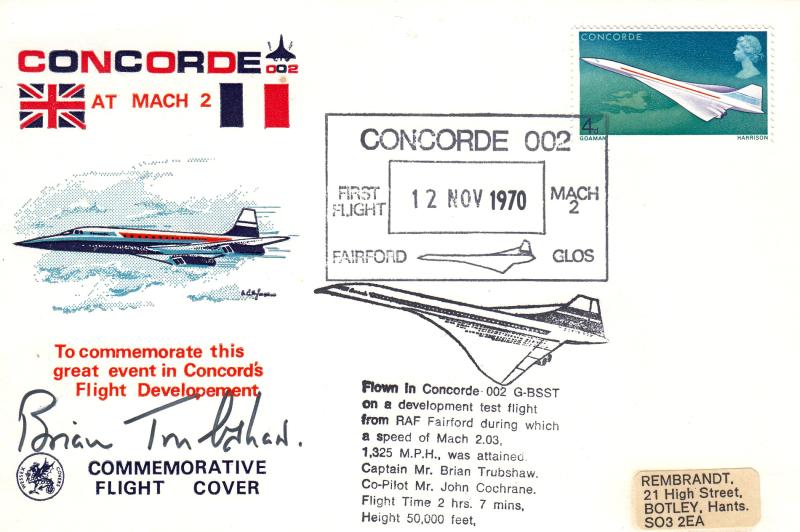 CONCORDE
002
AT MACH 2
CONCORDE
4d
GOAMAN HARRISON
CONCORDE 002
FIRST FLIGHT
12 NOV 1970
MACH 2
FAIRFORD GLOS
To commemorate this
great event in Concord's
Flight Developement
Brian Trubshaw.
WESSEX COVERS
COMMEMORATIVE
FLIGHT COVER
Flown in Concorde 002 G-BSST
on a development test flight
from RAF Fairford during which
a speed of Mach 2.03,
1,325 M.P.H., was attained.
Captain Mr. Brian Trubshaw.
Co-Pilot Mr. John Cochrane.
Flight Time 2 hrs. 7 mins,
Height 50,000 feet,
REMBRANDT,
21 High Street,
BOTLEY, Hants.
SO3 2EA